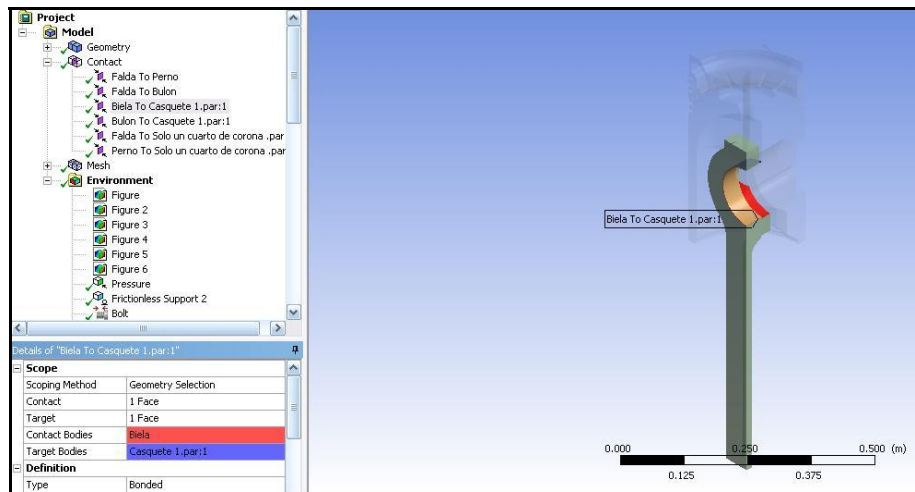 Project
Model
Geometry
Contact
Falda To Perno
Falda To Bulon
Biela To Casquete 1.par:1
Bulon To Casquete 1.par:1
Falda To Solo un cuarto de corona .par
Perno To Solo un cuarto de corona .par
Mesh
Environment
Figure
Figure 2
Figure 3
Figure 4
Figure 5
Figure 6
Pressure
Frictionless Support 2
Bolt
Details of "Biela To Casquete 1.par:1"
Scope
Scoping Method Geometry Selection
Contact 1 Face
Target 1 Face
Contact Bodies Biela
Target Bodies Casquete 1.par:1
Definition
Type Bonded
Biela To Casquete 1.par:1
0.000 0.250 0.500 (m)
0.125 0.375